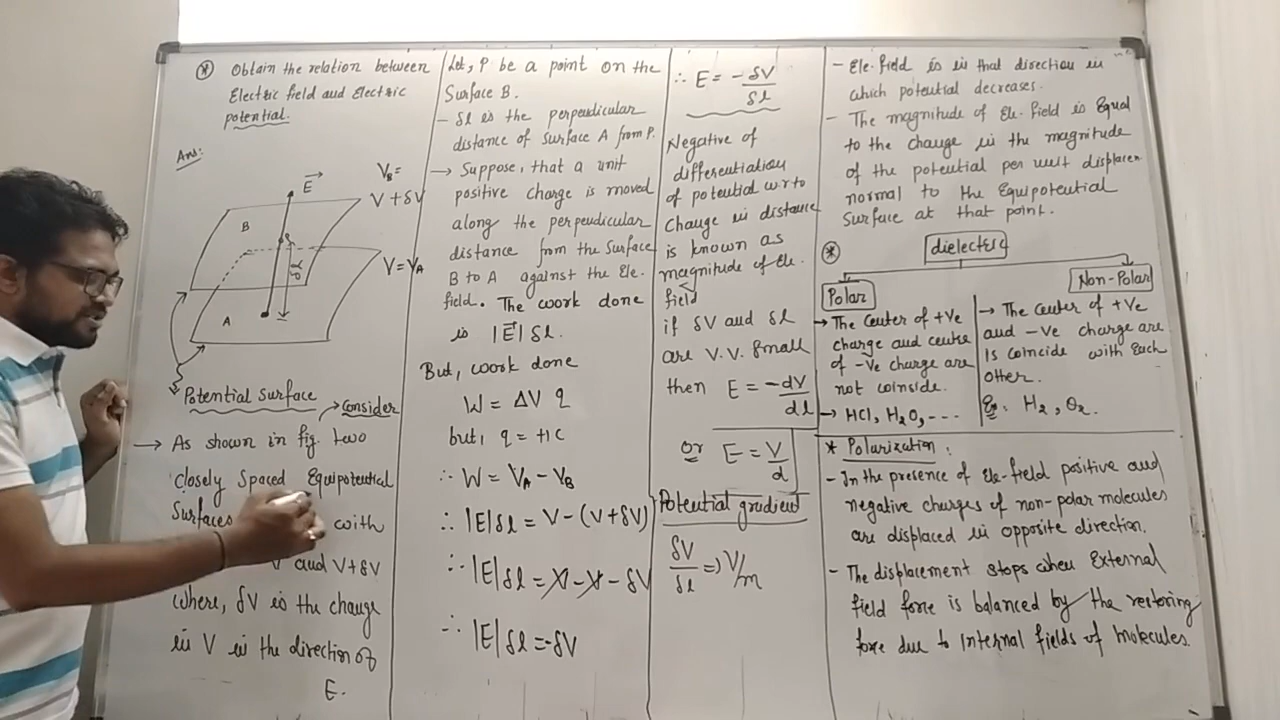 * Obtain the relation between
Electric field and Electric
potential.
Ans:
E
V_B =
V + δV
B
δl
V = V_A
A
Potential surface
Consider
→ As shown in fig. two
closely spaced Equipotential
Surfaces with
V and V+δV
Where, δV is the change
in V in the direction of
E.
Let, P be a point on the
Surface B.
- δl is the perpendicular
distance of surface A from P.
→ Suppose, that a unit
positive charge is moved
along the perpendicular
distance from the Surface
B to A against the Ele.
field. The work done
is |E| δl.
But, work done
W = ΔV q
but, q = +1C
∴ W = V_A - V_B
∴ |E| δl = V - (V + δV)
∴ |E| δl = V - V - δV
∴ |E| δl = -δV
∴ E = -δV/δl
Negative of
differentiation
of potential w.r to
change in distance
is known as
magnitude of Ele.
field
if δV and δl
are V.V. Small
then E = -dV/dl
or E = V/d
Potential gradient
δV/δl => V/m
- Ele. field is in that direction in
which potential decreases.
- The magnitude of Ele. field is Equal
to the change in the magnitude
of the potential per unit displacen
normal to the Equipotential
Surface at that point.
* dielectric
Polar
→ The center of +Ve
charge and centre
of -Ve charge are
not coinside.
→ HCl, H₂O, ---
Non-Polar
→ The center of +Ve
and -Ve charge are
is coincide with Each
Other.
Ex: H₂, O₂.
* Polarization:
- In the presence of Ele-field positive and
negative charges of non-polar molecules
are displaced in opposite direction.
- The displacement stops when External
field force is balanced by the restoring
force due to Internal fields of molecules.